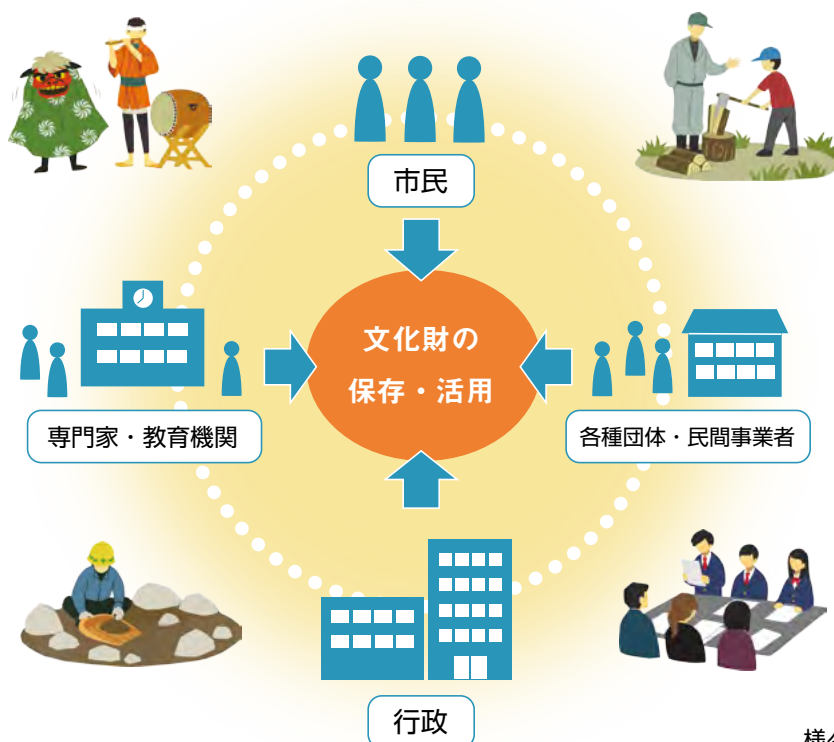 市民
文化財の
保存・活用
専門家・教育機関
各種団体・民間事業者
行政